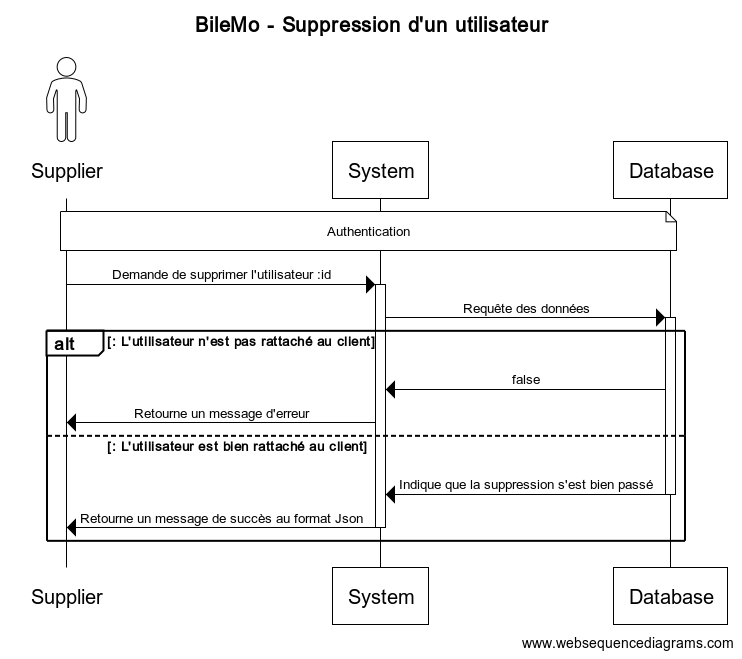 BileMo - Suppression d'un utilisateur
Supplier
System
Database
Authentication
Demande de supprimer l'utilisateur :id
Requête des données
alt
[: L'utilisateur n'est pas rattaché au client]
false
Retourne un message d'erreur
[: L'utilisateur est bien rattaché au client]
Indique que la suppression s'est bien passé
Retourne un message de succès au format Json
Supplier
System
Database
www.websequencediagrams.com